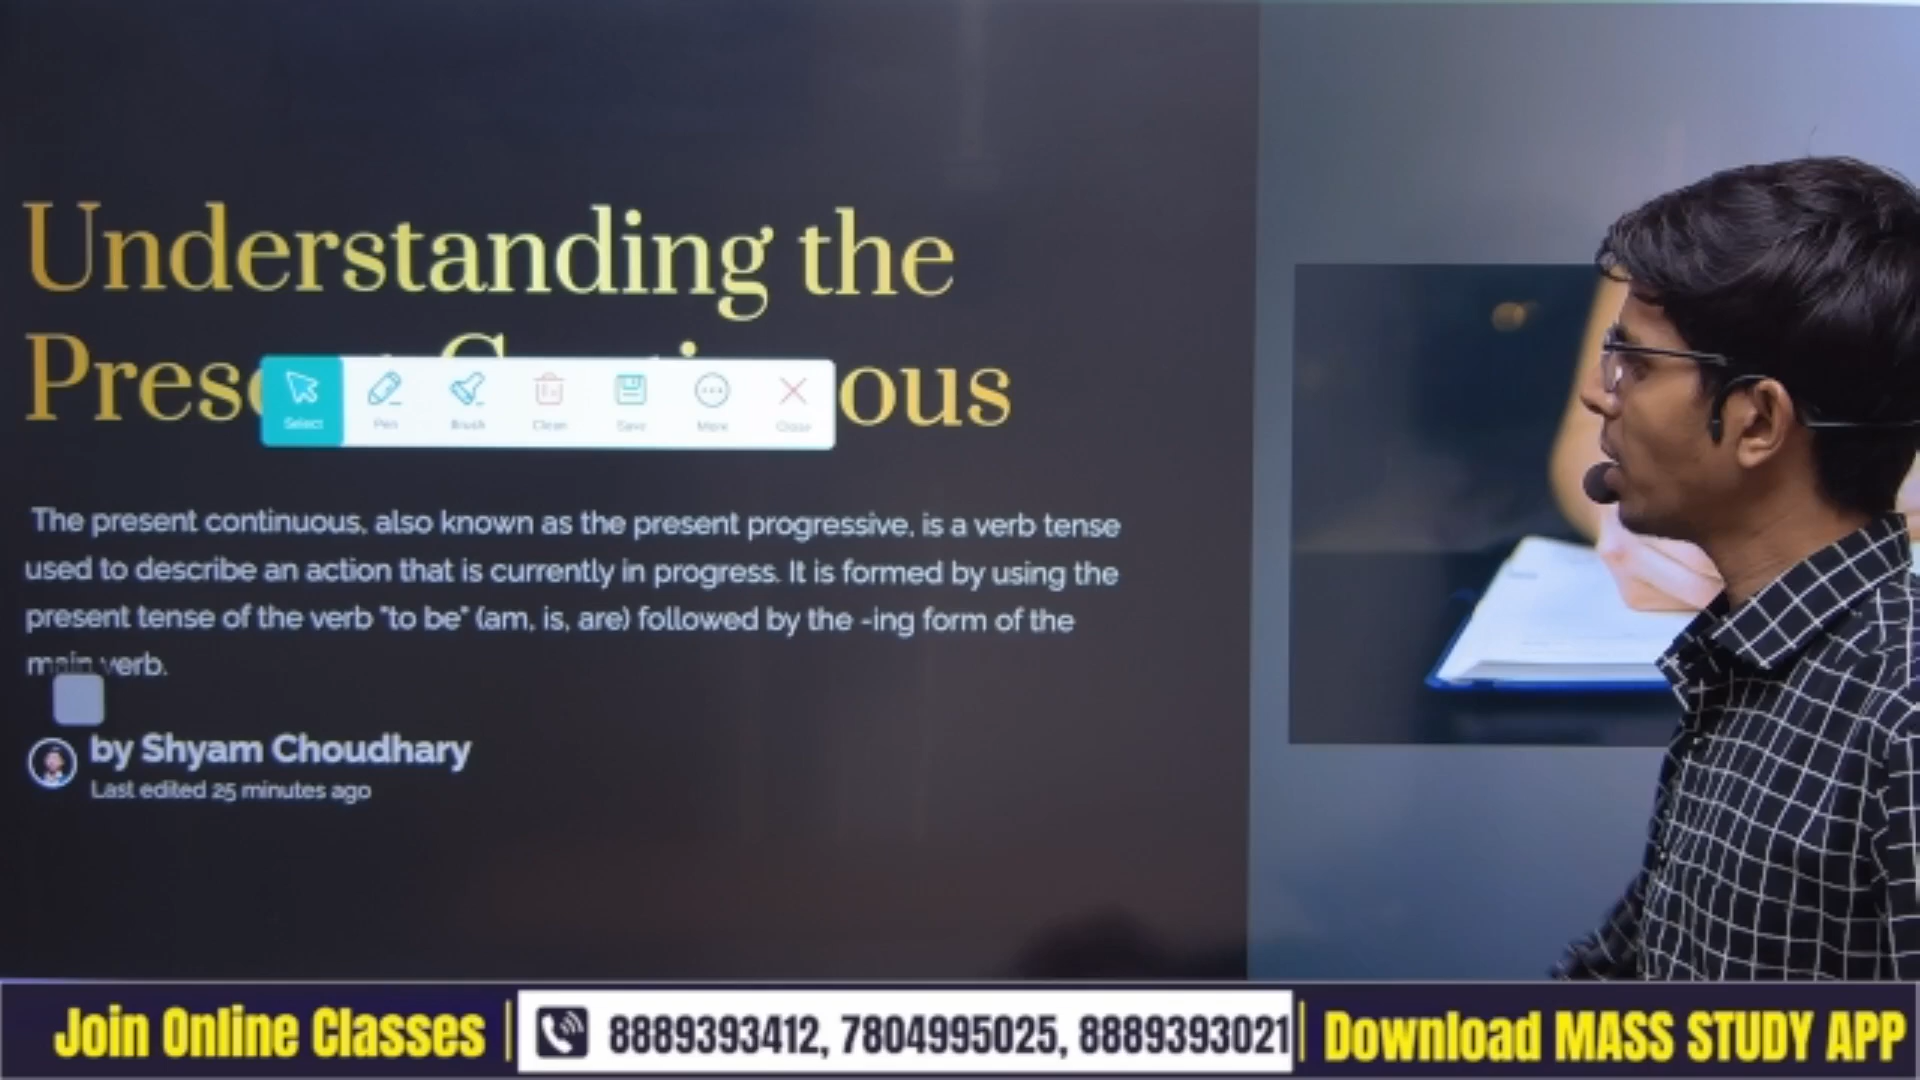 Understanding the
Prese ous
The present continuous, also known as the present progressive, is a verb tense
used to describe an action that is currently in progress. It is formed by using the
present tense of the verb "to be" (am, is, are) followed by the -ing form of the
main verb.
by Shyam Choudhary
Last edited 25 minutes ago
Select Pen Brush Clean Save More Close
Join Online Classes 8889393412, 7804995025, 8889393021 Download MASS STUDY APP